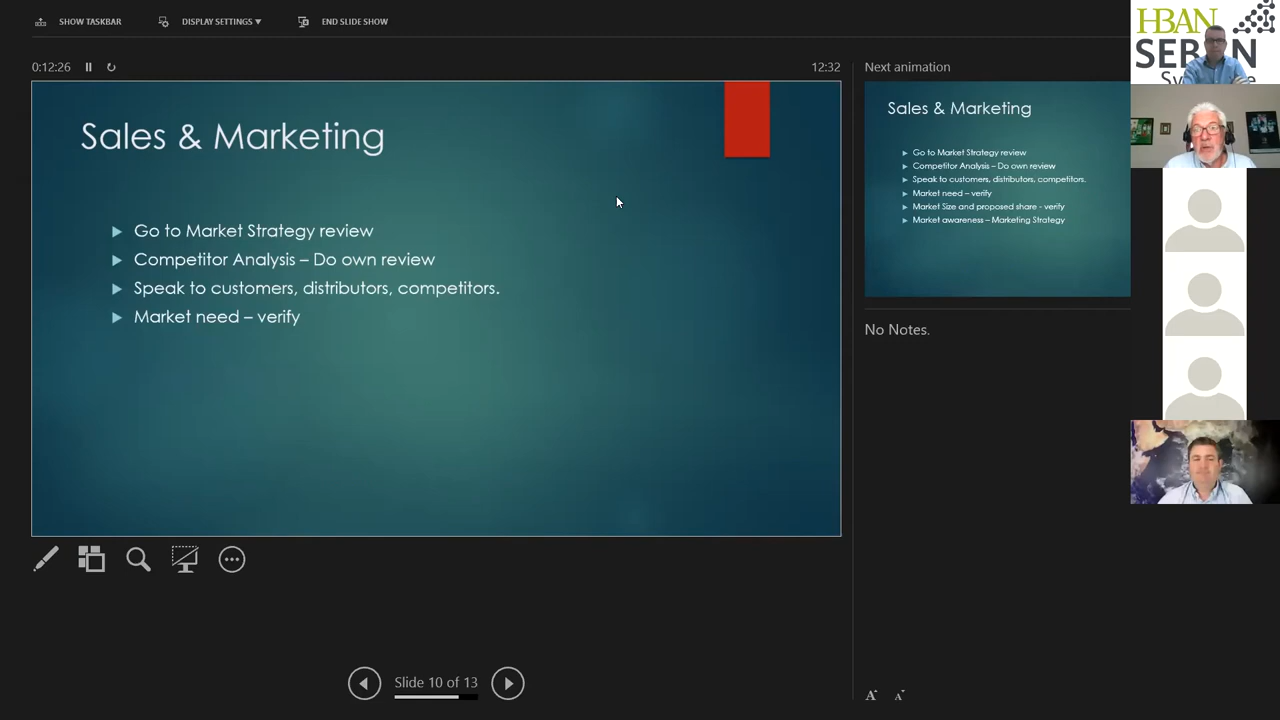 SHOW TASKBAR
DISPLAY SETTINGS ▼
END SLIDE SHOW
0:12:26
12:32
Sales & Marketing
Go to Market Strategy review
Competitor Analysis – Do own review
Speak to customers, distributors, competitors.
Market need – verify
Slide 10 of 13
Next animation
Sales & Marketing
Go to Market Strategy review
Competitor Analysis – Do own review
Speak to customers, distributors, competitors.
Market need – verify
Market Size and proposed share - verify
Market awareness – Marketing Strategy
No Notes.
A A
HBAN